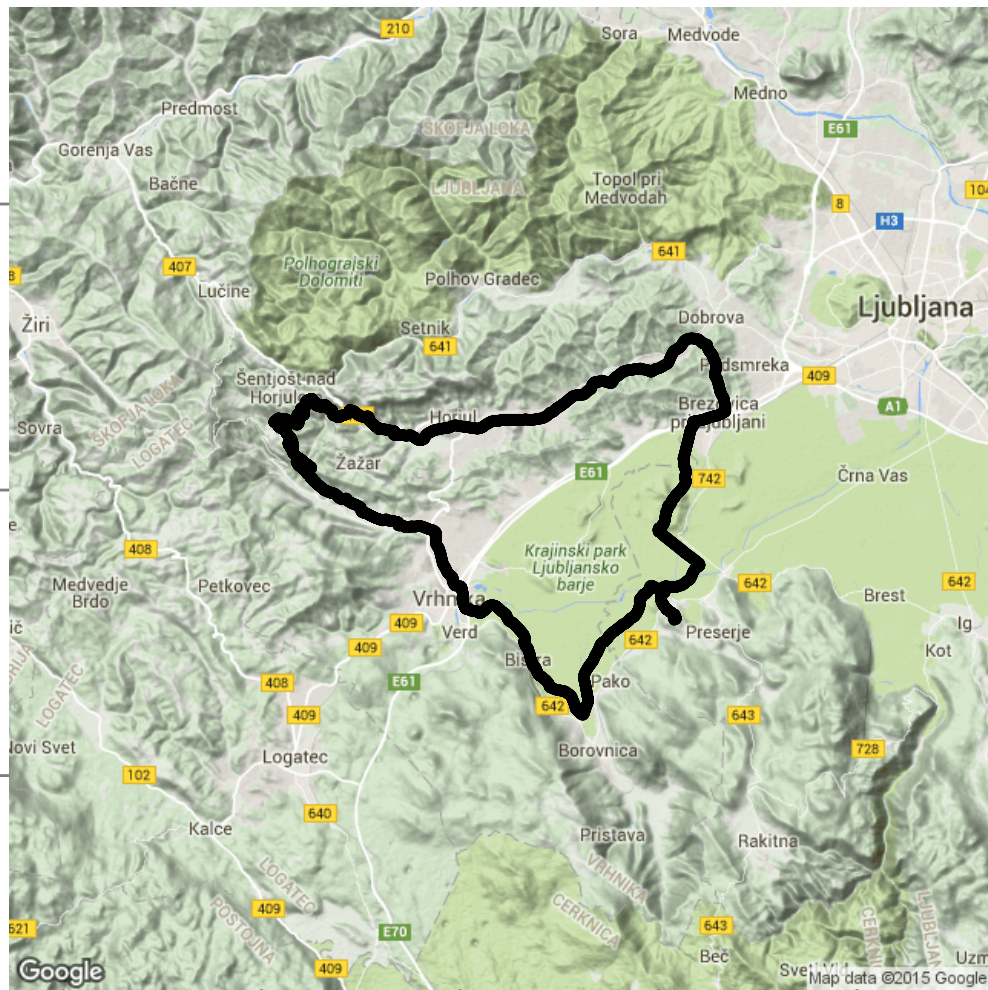 210
Sora
Medvode
Medno
Predmost
E61
ŠKOFJA LOKA
Gorenja Vas
LJUBLJANA
Topol pri
Medvodah
Bačne
104
8
H3
641
Polhograjski
Dolomiti
407
Polhov Gradec
8
Lučine
Ljubljana
Žiri
Dobrova
Setnik
641
Podsmreka
409
Šentjošt nad
Horjulom
Brezovica
pri Ljubljani
A1
ŠKOFJA LOKA
LOGATEC
Horjul
Sovra
Žažar
E61
742
Črna Vas
408
Krajinski park
Ljubljansko
barje
Medvedje
Brdo
Petkovec
642
642
Vrhnika
Brest
409
Verd
642
Preserje
Ig
409
Kot
Bistra
LOGATEC
408
E61
Pako
642
409
643
Novi Svet
728
Logatec
Borovnica
102
640
Kalce
Pristava
Rakitna
LOGATEC
VRHNIKA
409
POSTOJNA
CERKNICA
621
E70
643
Beč
409
Google
Map data ©2015 Google